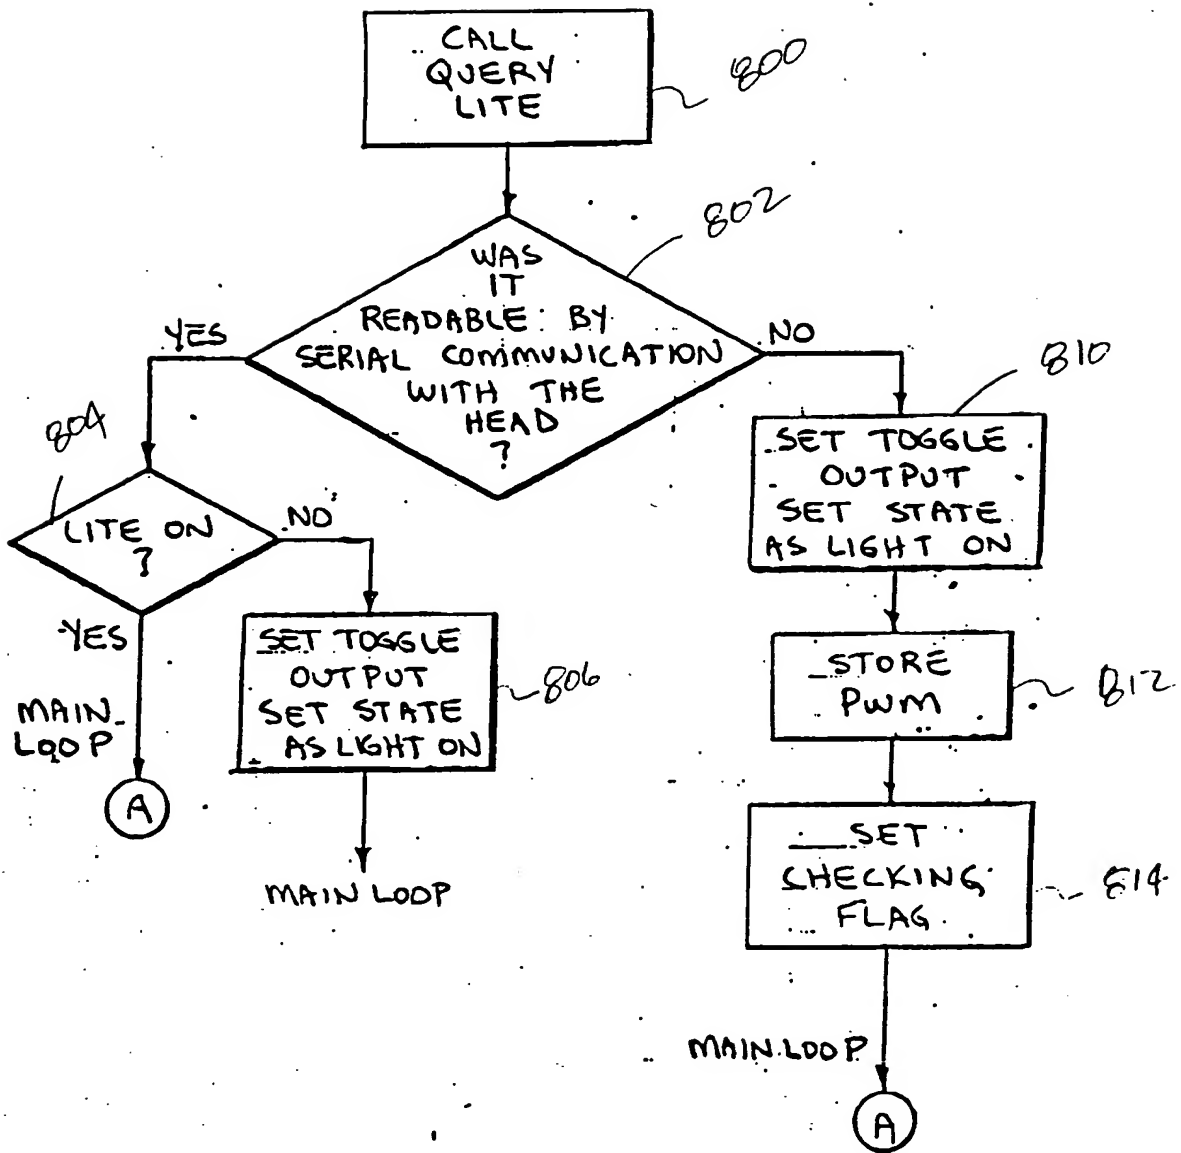 CALL
QUERY
LITE
800
802
WAS
IT
READABLE BY
SERIAL COMMUNICATION
WITH THE
HEAD
?
YES
NO
810
SET TOGGLE
OUTPUT
SET STATE
AS LIGHT ON
804
LITE ON
?
NO
YES
SET TOGGLE
OUTPUT
SET STATE
AS LIGHT ON
806
STORE
PWM
812
MAIN
LOOP
A
MAIN LOOP
SET
CHECKING
FLAG
814
MAIN LOOP
A